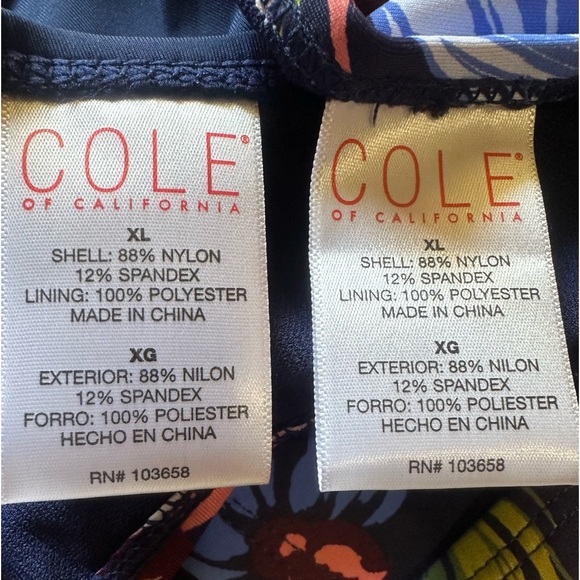 COLE®
OF CALIFORNIA
XL
SHELL: 88% NYLON
12% SPANDEX
LINING: 100% POLYESTER
MADE IN CHINA
XG
EXTERIOR: 88% NILON
12% SPANDEX
FORRO: 100% POLIESTER
HECHO EN CHINA
RN# 103658
COLE®
OF CALIFORNIA
XL
SHELL: 88% NYLON
12% SPANDEX
LINING: 100% POLYESTER
MADE IN CHINA
XG
EXTERIOR: 88% NILON
12% SPANDEX
FORRO: 100% POLIESTER
HECHO EN CHINA
RN# 103658